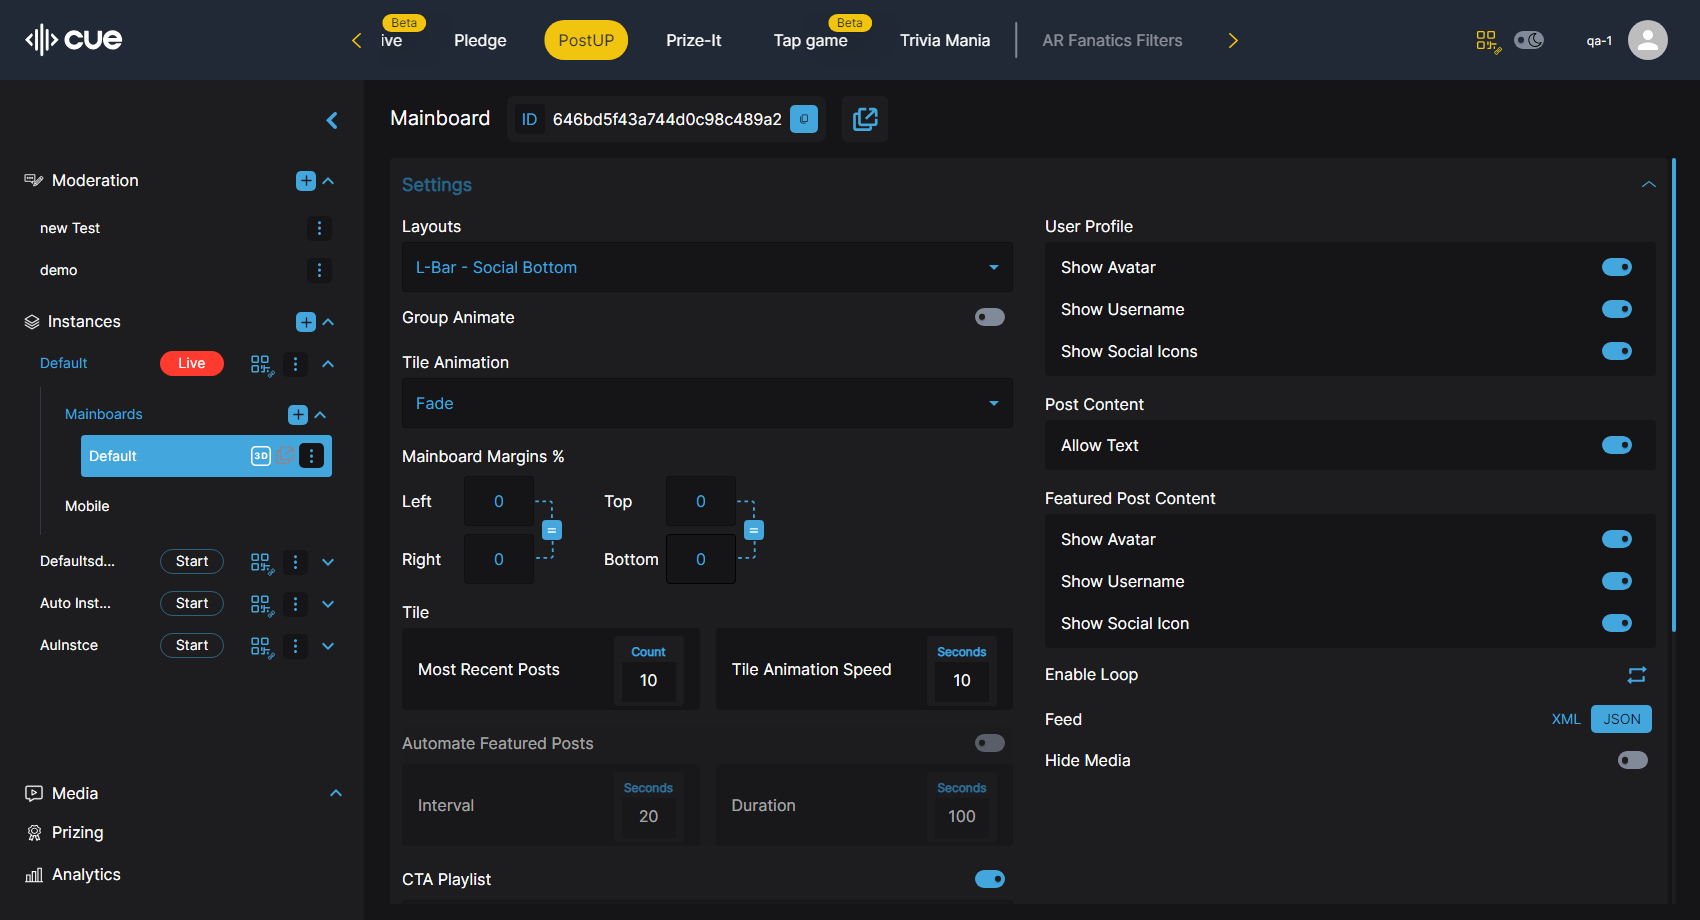 cue
Beta
ive
Pledge
PostUP
Prize-It
Beta
Tap game
Trivia Mania
AR Fanatics Filters
qa-1
Mainboard
ID
646bd5f43a744d0c98c489a2
Moderation
new Test
demo
Instances
Default
Live
Mainboards
Default
3D
Mobile
Defaultsd...
Start
Auto Inst...
Start
AuInstce
Start
Media
Prizing
Analytics
Settings
Layouts
L-Bar - Social Bottom
Group Animate
Tile Animation
Fade
Mainboard Margins %
Left
0
Top
0
Right
0
Bottom
0
Tile
Most Recent Posts
Count
10
Tile Animation Speed
Seconds
10
Automate Featured Posts
Interval
Seconds
20
Duration
Seconds
100
CTA Playlist
User Profile
Show Avatar
Show Username
Show Social Icons
Post Content
Allow Text
Featured Post Content
Show Avatar
Show Username
Show Social Icon
Enable Loop
Feed
XML
JSON
Hide Media